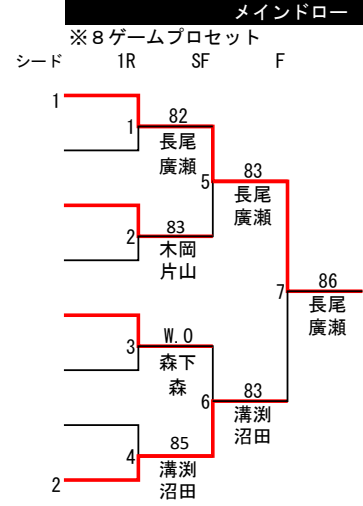 メインドロー
※８ゲームプロセット
シード 1R SF F
1
1 82
長尾
廣瀬
5 83
長尾
廣瀬
2 83
木岡
片山
7 86
長尾
廣瀬
3 W.O
森下
森
6 83
溝渕
沼田
4 85
溝渕
沼田
2